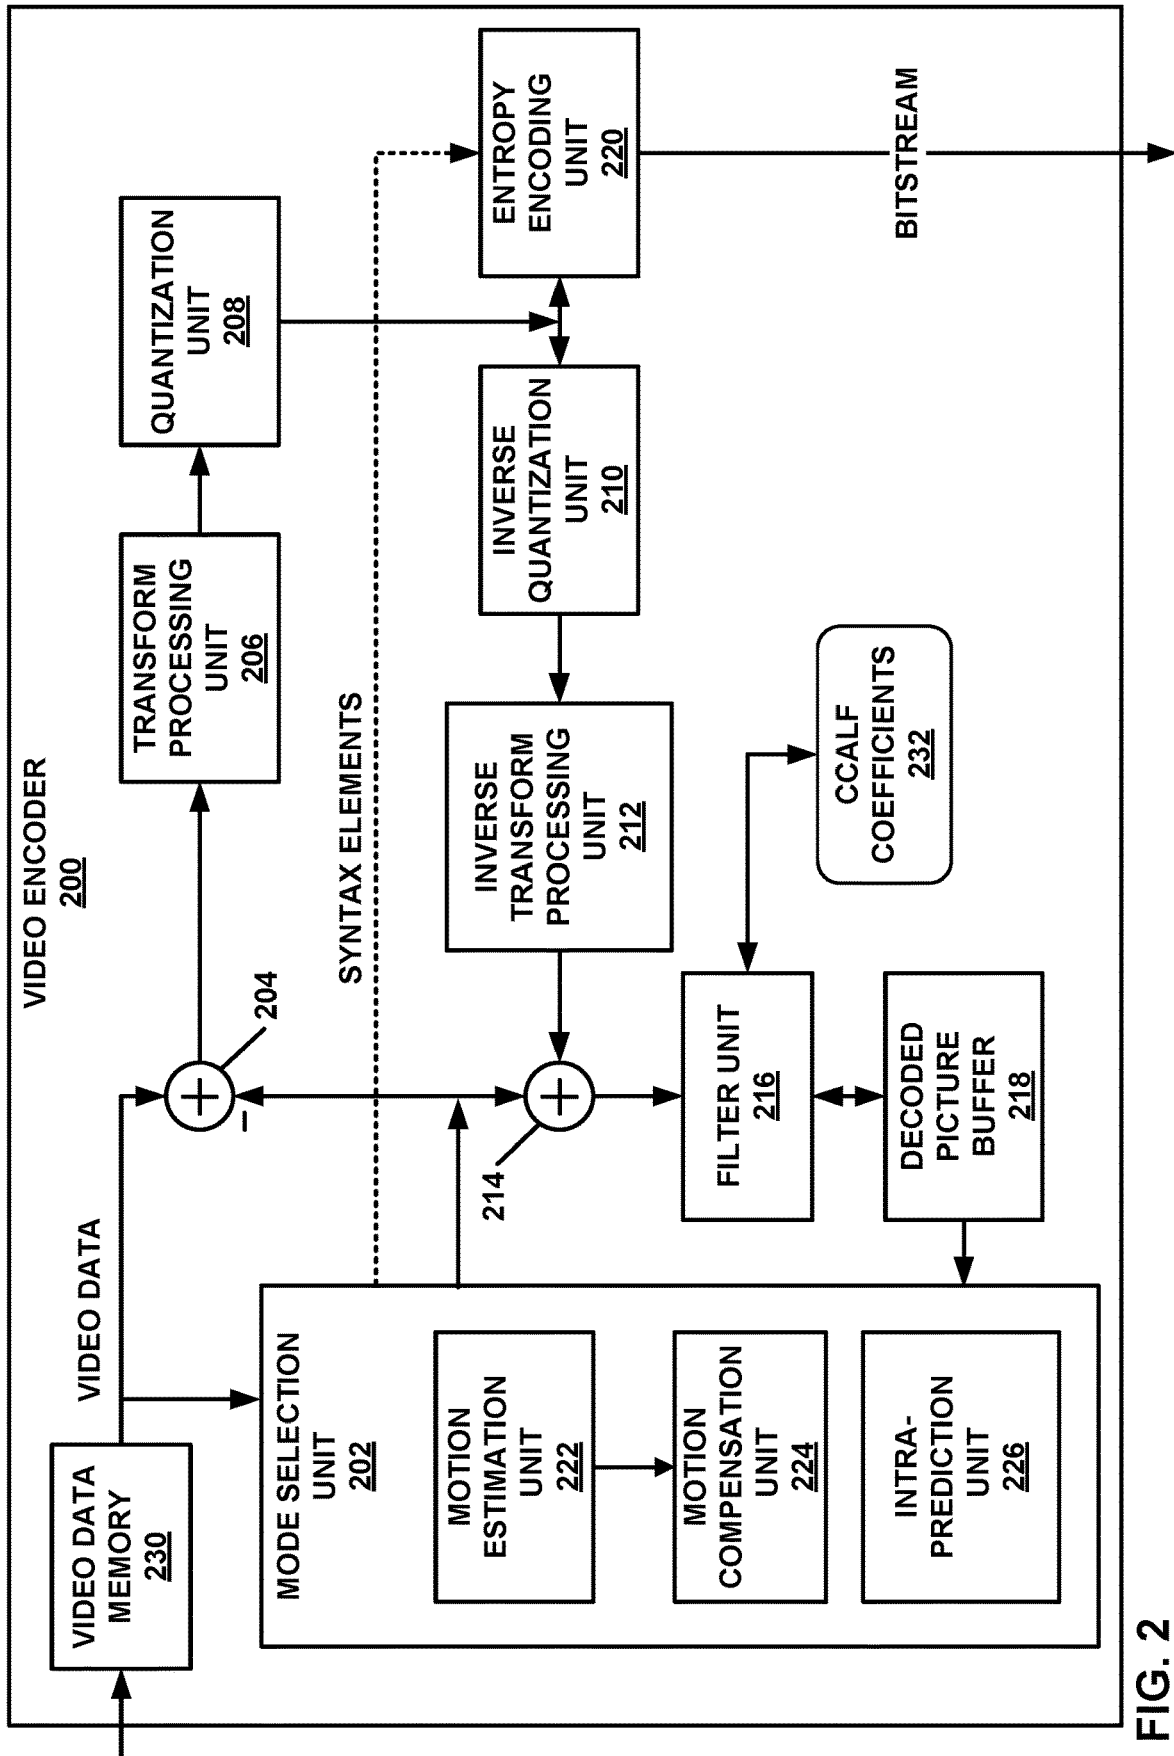 VIDEO ENCODER
200
VIDEO DATA
MEMORY
230
VIDEO DATA
204
TRANSFORM
PROCESSING
UNIT
206
QUANTIZATION
UNIT
208
MODE SELECTION
UNIT
202
SYNTAX ELEMENTS
MOTION
ESTIMATION
UNIT
222
MOTION
COMPENSATION
UNIT
224
INTRA-
PREDICTION
UNIT
226
214
INVERSE
TRANSFORM
PROCESSING
UNIT
212
INVERSE
QUANTIZATION
UNIT
210
ENTROPY
ENCODING
UNIT
220
FILTER UNIT
216
CCALF
COEFFICIENTS
232
DECODED
PICTURE
BUFFER
218
BITSTREAM
FIG. 2